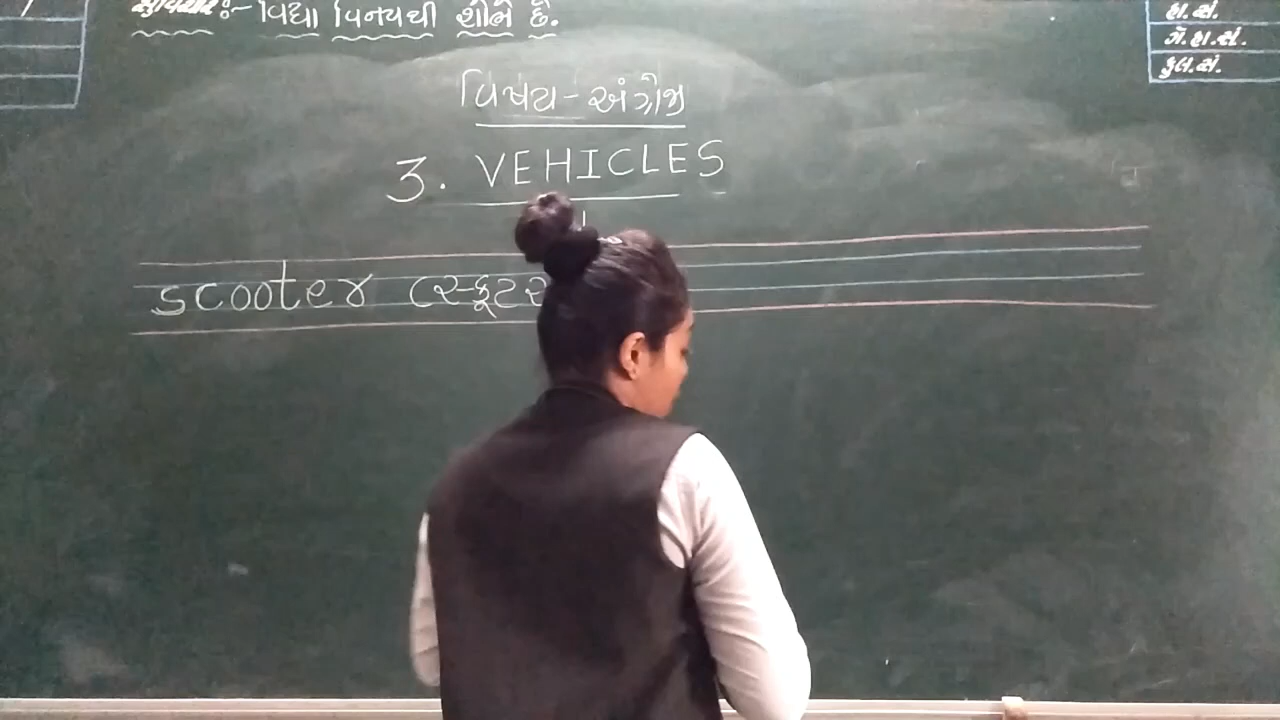 સુવિચાર :- વિદ્યા વિનયથી શોભે છે.
હા. સં.
ગે. હા. સં.
કુલ. સં.
વિષય - અંગ્રેજી
3. VEHICLES
scooter સ્કૂટર